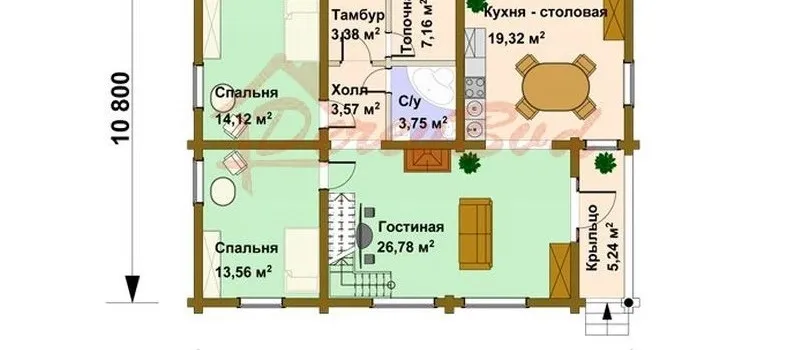 Тамбур
3,38 м²
Топочная
7,16 м²
Кухня - столовая
19,32 м²
Спальня
14,12 м²
Холл
3,57 м²
С/у
3,75 м²
10 800
DrevBud
Гостиная
26,78 м²
Крыльцо
5,24 м²
Спальня
13,56 м²